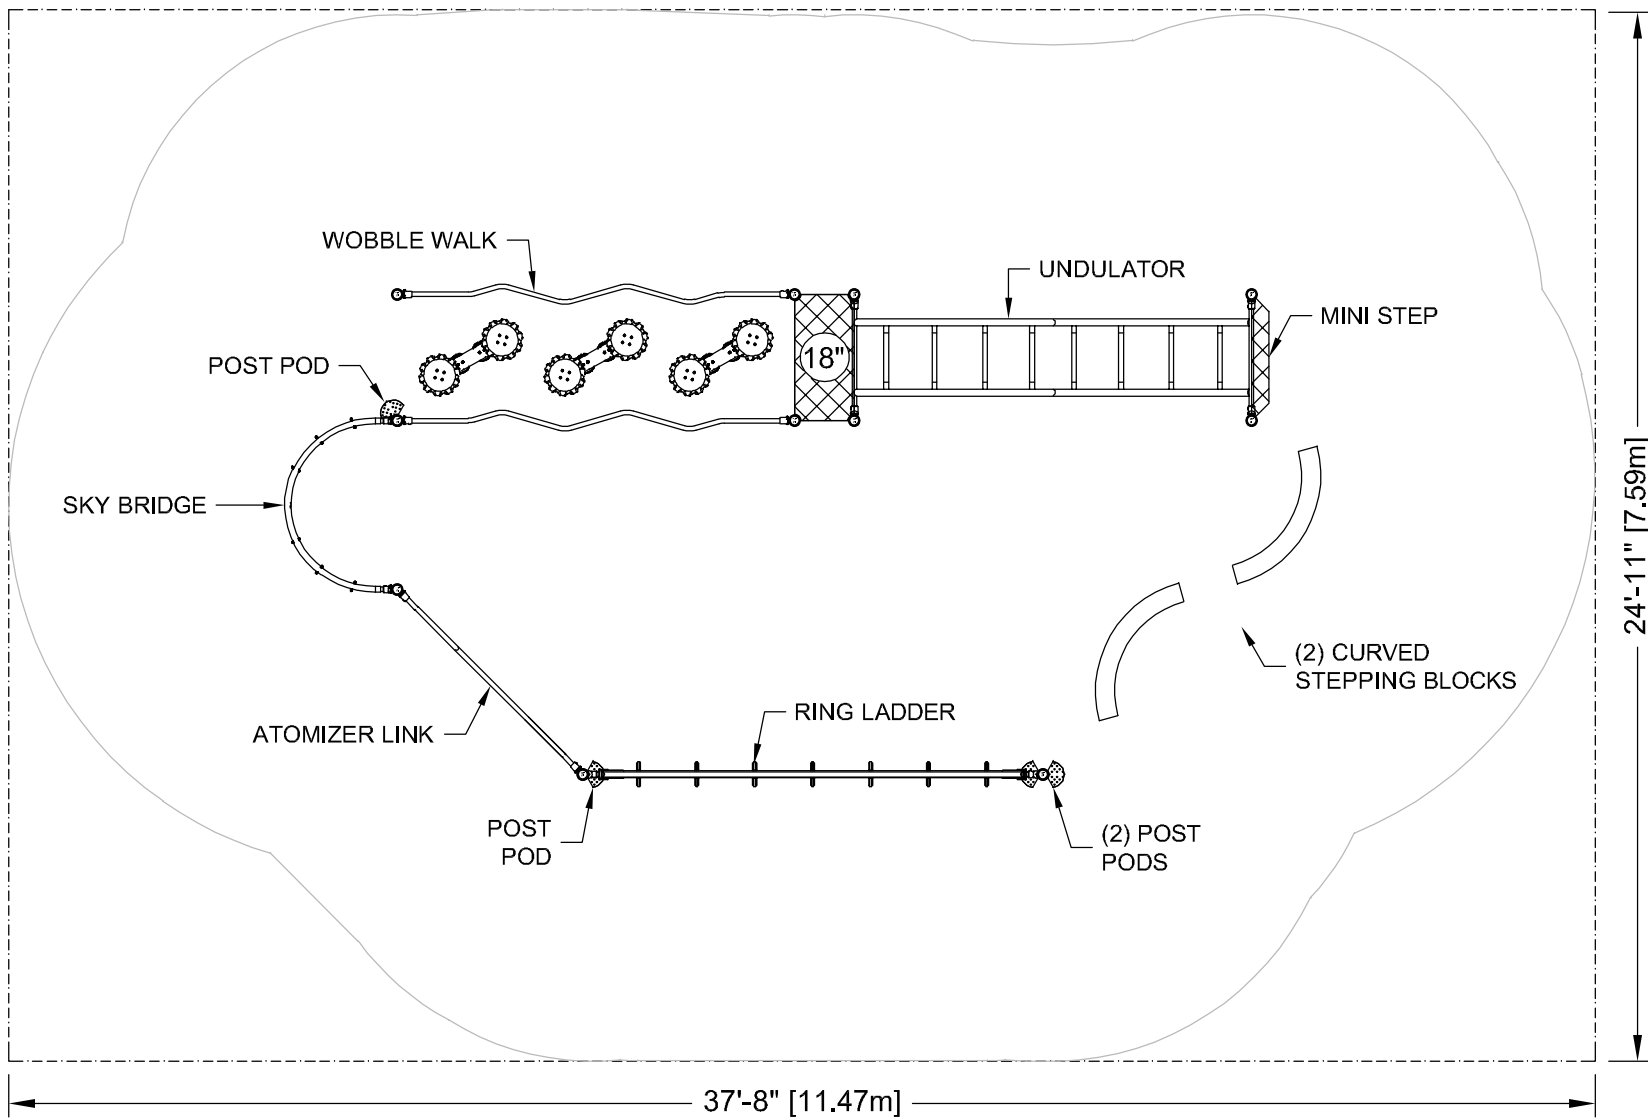 WOBBLE WALK
UNDULATOR
MINI STEP
POST POD
18"
SKY BRIDGE
24'-11" [7.59m]
(2) CURVED
STEPPING BLOCKS
RING LADDER
ATOMIZER LINK
POST
POD
(2) POST
PODS
37'-8" [11.47m]